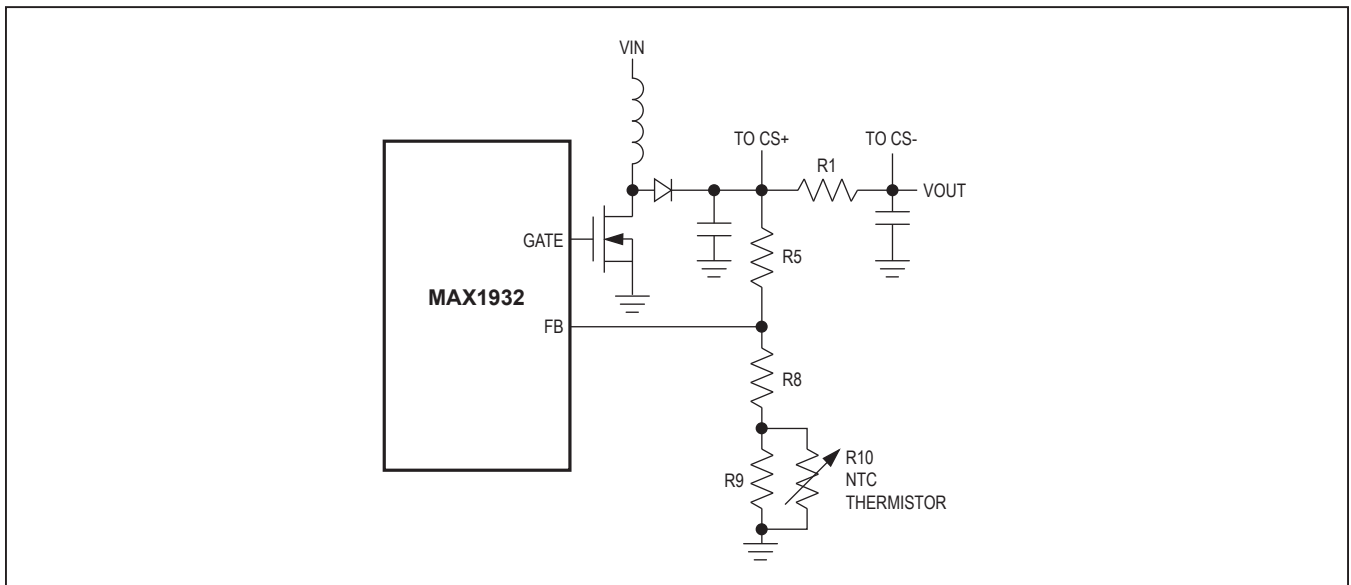 VIN
TO CS+
TO CS-
R1
VOUT
GATE
R5
MAX1932
FB
R8
R9
R10
NTC
THERMISTOR